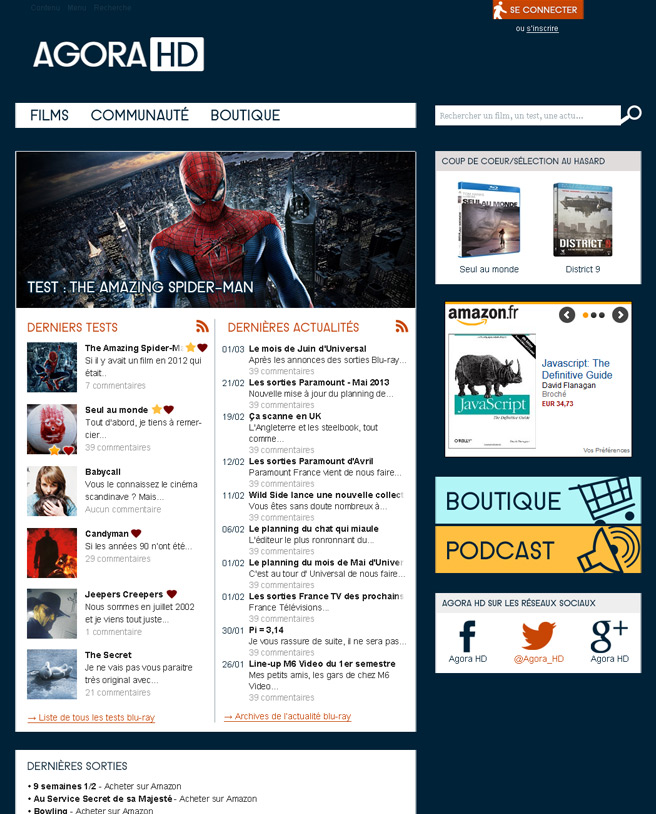 Contenu Menu Recherche
SE CONNECTER
ou s'inscrire
AGORA HD
FILMS COMMUNAUTÉ BOUTIQUE
Rechercher un film, un test, une actu...
TEST : THE AMAZING SPIDER-MAN
DERNIERS TESTS
The Amazing Spider-M
Si il y avait un film en 2012 qui
était..
7 commentaires
Seul au monde
Tout d'abord, je tiens à remer-
cier...
39 commentaires
Babycall
Vous le connaissez le cinéma
scandinave ? Mais...
Aucun commentaire
Candyman
Si les années 90 n'ont été...
29 commentaires
Jeepers Creepers
Nous sommes en juillet 2002
et je viens tout juste...
1 commentaire
The Secret
Je ne vais pas vous paraitre
très original avec...
21 commentaires
→ Liste de tous les tests blu-ray
DERNIÈRES ACTUALITÉS
01/03 Le mois de Juin d'Universal
Après les annonces des sorties Blu-ray...
39 commentaires
21/02 Les sorties Paramount - Mai 2013
Nouvelle mise à jour du planning de...
39 commentaires
19/02 Ça scanne en UK
L'Angleterre et les steelbook, tout
comme...
39 commentaires
12/02 Les sorties Paramount d'Avril
Paramount France vient de nous faire...
39 commentaires
11/02 Wild Side lance une nouvelle collect
Vous êtes sans doute nombreux à...
39 commentaires
06/02 Le planning du chat qui miaule
L'éditeur le plus ronronnant du...
39 commentaires
01/02 Le planning du mois de Mai d'Univer
C'est au tour d' Universal de nous faire...
39 commentaires
01/02 Les sorties France TV des prochains
France Télévisions...
39 commentaires
30/01 Pi = 3,14
Je vous rassure de suite, il ne sera pas...
39 commentaires
26/01 Line-up M6 Video du 1er semestre
Mes petits amis, les gars de chez M6
Video...
39 commentaires
→ Archives de l'actualité blu-ray
COUP DE COEUR/SÉLECTION AU HASARD
SEUL AU MONDE
DISTRICT 9
Seul au monde
District 9
amazon.fr
JavaScript
The Definitive Guide
O'REILLY
Javascript: The
Definitive Guide
David Flanagan
Broché
EUR 34,73
Vos Préférences
BOUTIQUE
PODCAST
AGORA HD SUR LES RÉSEAUX SOCIAUX
Agora HD
@Agora_HD
g+
Agora HD
DERNIÈRES SORTIES
• 9 semaines 1/2 - Acheter sur Amazon
• Au Service Secret de sa Majesté - Acheter sur Amazon
• Bowling - Acheter sur Amazon